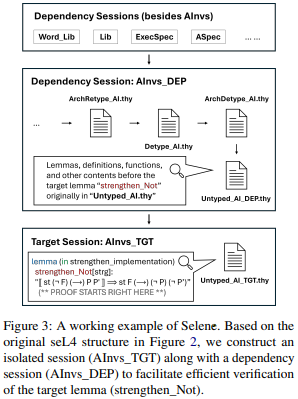 Dependency Sessions (besides AInvs)
Word_Lib Lib ExecSpec ASpec ... ...
Dependency Session: AInvs_DEP
ArchRetype_AI.thy ArchDetype_AI.thy
...
Detype_AI.thy
Lemmas, definitions, functions,
and other contents before the
target lemma “strengthen_Not”
originally in “Untyped_AI.thy”
Untyped_AI_DEP.thy
Target Session: AInvs_TGT
lemma (in strengthen_implementation)
strengthen_Not[strg]:
"⟦ st (¬ F) (⟶) P P' ⟧ ⟹ st F (⟶) (¬ P) (¬ P')"
(** PROOF STARTS RIGHT HERE **)
Untyped_AI_TGT.thy
Figure 3: A working example of Selene. Based on the
original seL4 structure in Figure 2, we construct an
isolated session (AInvs_TGT) along with a dependency
session (AInvs_DEP) to facilitate efficient verification
of the target lemma (strengthen_Not).